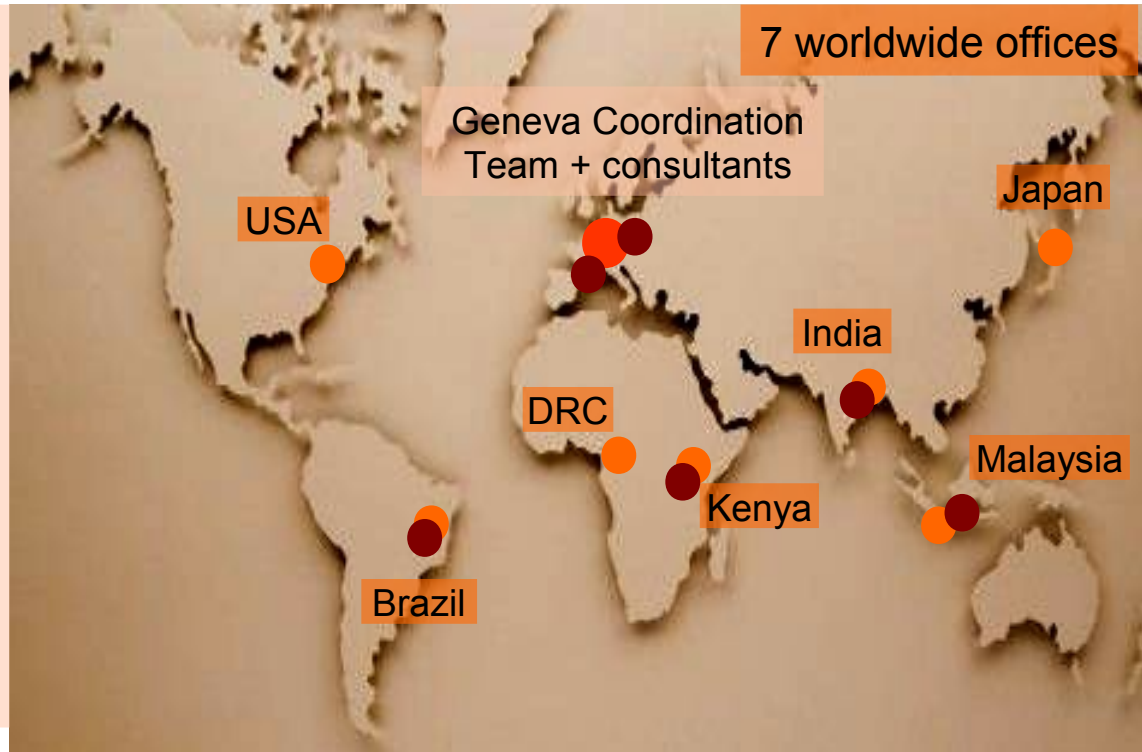 7 worldwide offices
Geneva Coordination
Team + consultants
Japan
USA
India
DRC
Malaysia
Kenya
Brazil